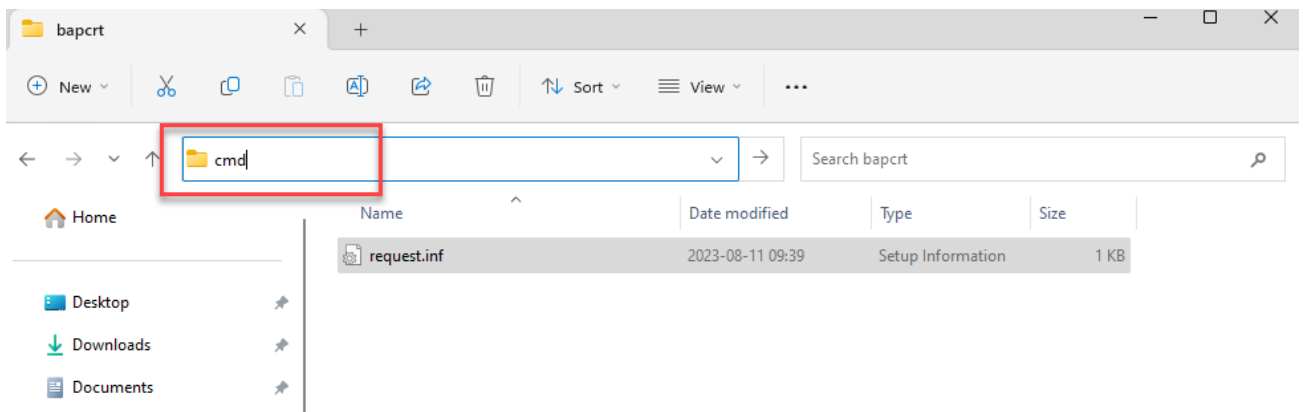 bapcrt
New Sort View
cmd Search bapcrt
Home
Name Date modified Type Size
request.inf 2023-08-11 09:39 Setup Information 1 KB
Desktop
Downloads
Documents